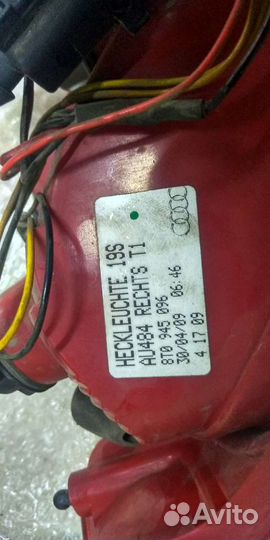 HECKLEUCHTE 19S
AU484 RECHTS T1
8T0 945 096
30/04/09 06:46
4 17 09
Avito